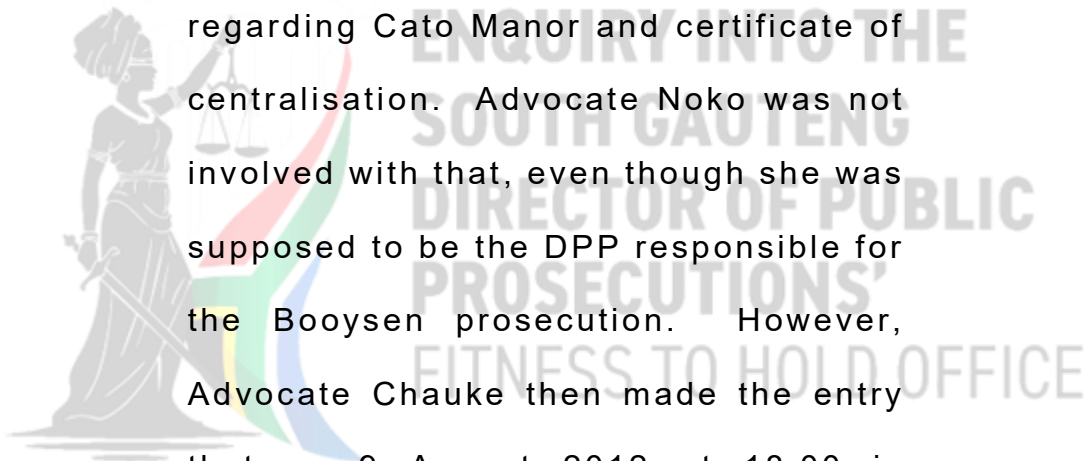 regarding Cato Manor and certificate of
centralisation. Advocate Noko was not
involved with that, even though she was
supposed to be the DPP responsible for
the Booysen prosecution. However,
Advocate Chauke then made the entry
ENQUIRY INTO THE
SOUTH GAUTENG
DIRECTOR OF PUBLIC
PROSECUTIONS'
FITNESS TO HOLD OFFICE